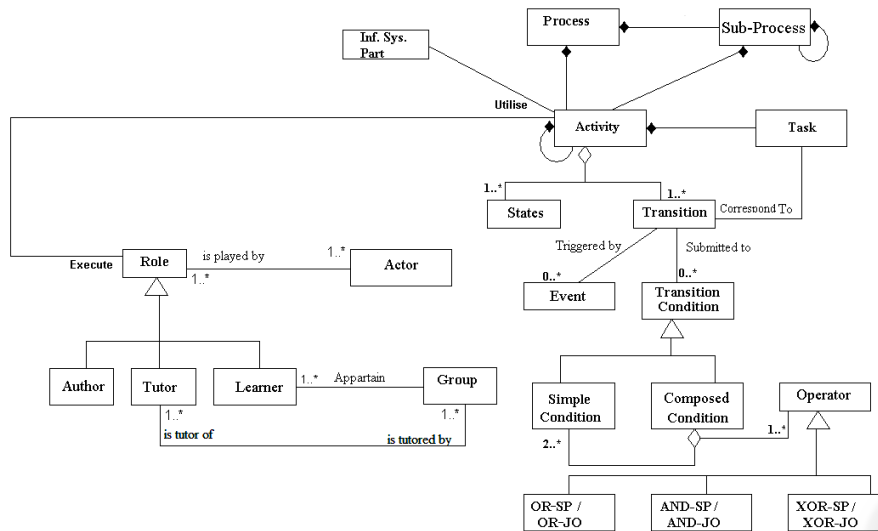 Process
Sub-Process
Inf. Sys.
Part
Utilise
Activity
Task
1..*
1..*
States
Transition
Correspond To
Triggered by
Submitted to
is played by
1..*
Execute
Role
1..*
Actor
0..*
0..*
Event
Transition
Condition
Author
Tutor
Learner
1..*
Appartain
Group
Simple
Condition
Composed
Condition
Operator
1..*
1..*
is tutor of
is tutored by
1..*
2..*
OR-SP /
OR-JO
AND-SP /
AND-JO
XOR-SP /
XOR-JO